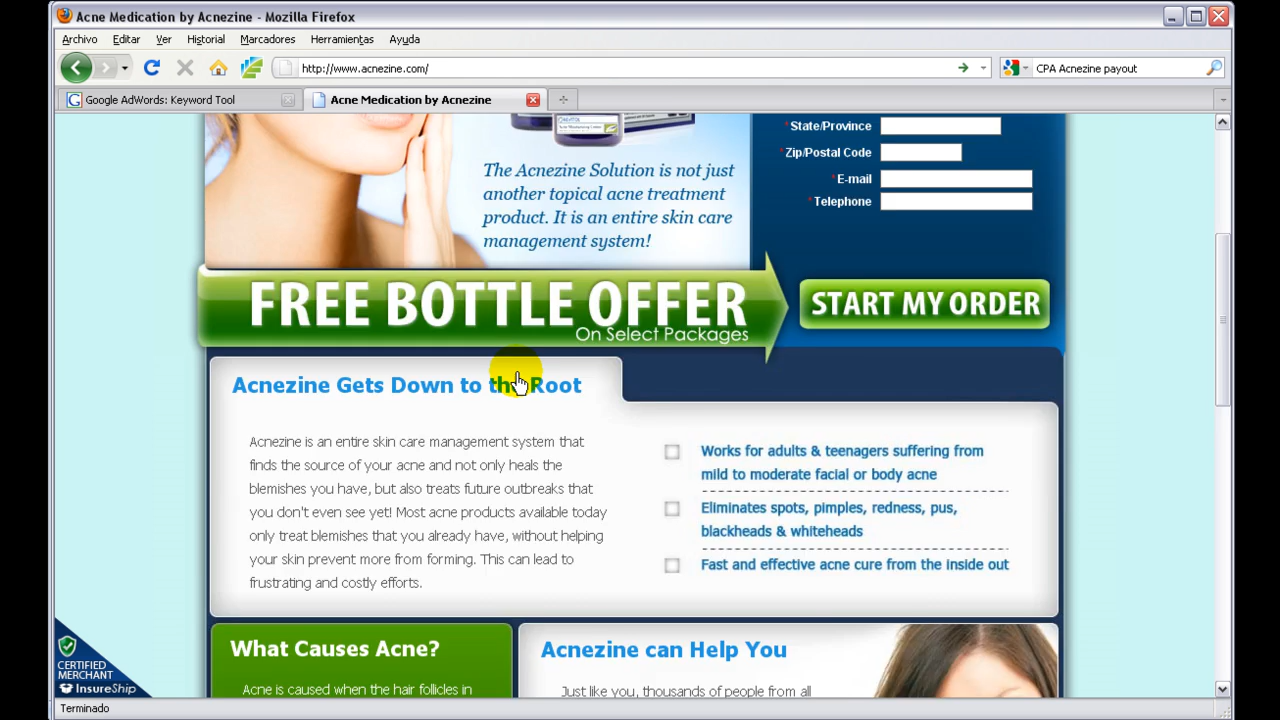 Acne Medication by Acnezine - Mozilla Firefox
Archivo Editar Ver Historial Marcadores Herramientas Ayuda
http://www.acnezine.com/
CPA Acnezine payout
Google AdWords: Keyword Tool
Acne Medication by Acnezine
*State/Province
*Zip/Postal Code
*E-mail
*Telephone
The Acnezine Solution is not just
another topical acne treatment
product. It is an entire skin care
management system!
FREE BOTTLE OFFER
On Select Packages
START MY ORDER
Acnezine Gets Down to the Root
Acnezine is an entire skin care management system that
finds the source of your acne and not only heals the
blemishes you have, but also treats future outbreaks that
you don't even see yet! Most acne products available today
only treat blemishes that you already have, without helping
your skin prevent more from forming. This can lead to
frustrating and costly efforts.
Works for adults & teenagers suffering from
mild to moderate facial or body acne
Eliminates spots, pimples, redness, pus,
blackheads & whiteheads
Fast and effective acne cure from the inside out
What Causes Acne?
Acne is caused when the hair follicles in
Acnezine can Help You
Just like you, thousands of people from all
CERTIFIED
MERCHANT
InsureShip
Terminado